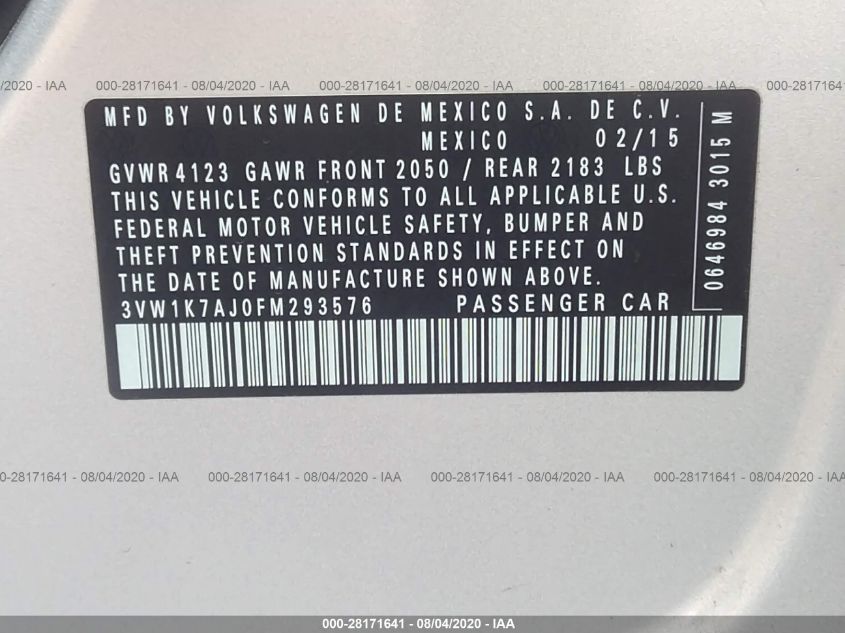 /2020 - IAA 000-28171641 - 08/04/2020 - IAA 000-28171641 - 08/04/2020 - IAA 000-28171641 - 08/04/2020 - IAA 000-28171641 -
MFD BY VOLKSWAGEN DE MEXICO S.A. DE C.V.
MEXICO 02/15
GVWR 4123 GAWR FRONT 2050 / REAR 2183 LBS
THIS VEHICLE CONFORMS TO ALL APPLICABLE U.S.
FEDERAL MOTOR VEHICLE SAFETY, BUMPER AND
THEFT PREVENTION STANDARDS IN EFFECT ON
THE DATE OF MANUFACTURE SHOWN ABOVE.
3VW1K7AJ0FM293576 PASSENGER CAR
0646984 3015 M
0-28171641 - 08/04/2020 - IAA 000-28171641 - 08/04/2020 - IAA 000-28171641 - 08/04/2020 - IAA 000-28171641 - 08/04/2020
000-28171641 - 08/04/2020 - IAA